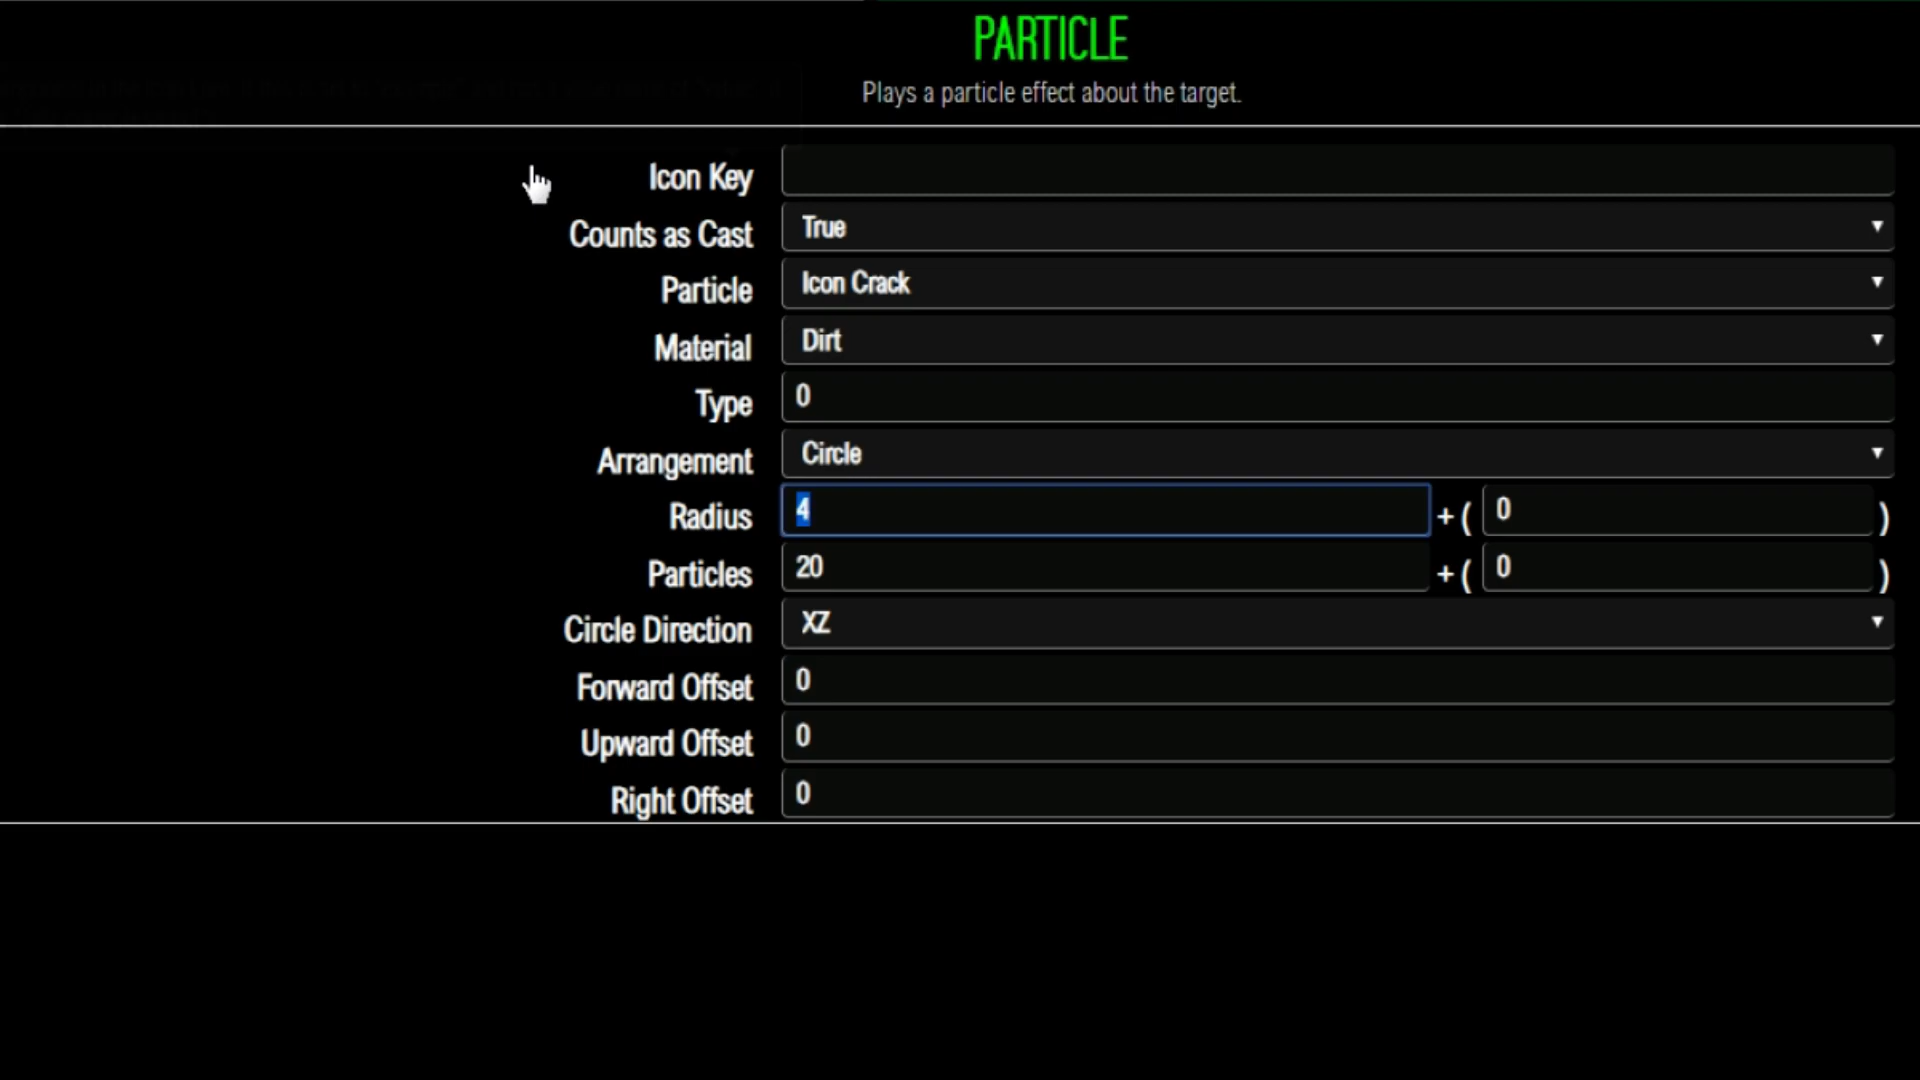 PARTICLE
Plays a particle effect about the target.
Icon Key
Counts as Cast True
Particle Icon Crack
Material Dirt
Type 0
Arrangement Circle
Radius 4 + ( 0 )
Particles 20 + ( 0 )
Circle Direction XZ
Forward Offset 0
Upward Offset 0
Right Offset 0